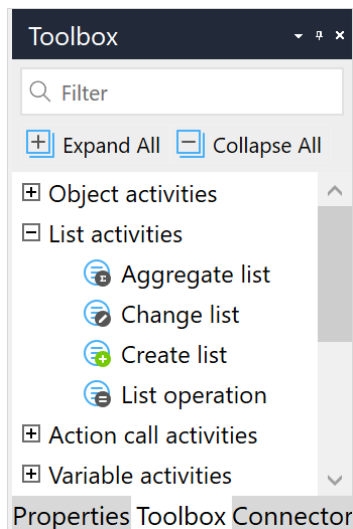 Toolbox
Filter
Expand All Collapse All
Object activities
List activities
Aggregate list
Change list
Create list
List operation
Action call activities
Variable activities
Properties Toolbox Connector